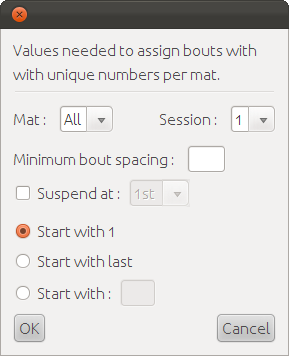 Values needed to assign bouts with
with unique numbers per mat.
Mat : All Session : 1
Minimum bout spacing :
Suspend at : 1st
Start with 1
Start with last
Start with :
OK Cancel